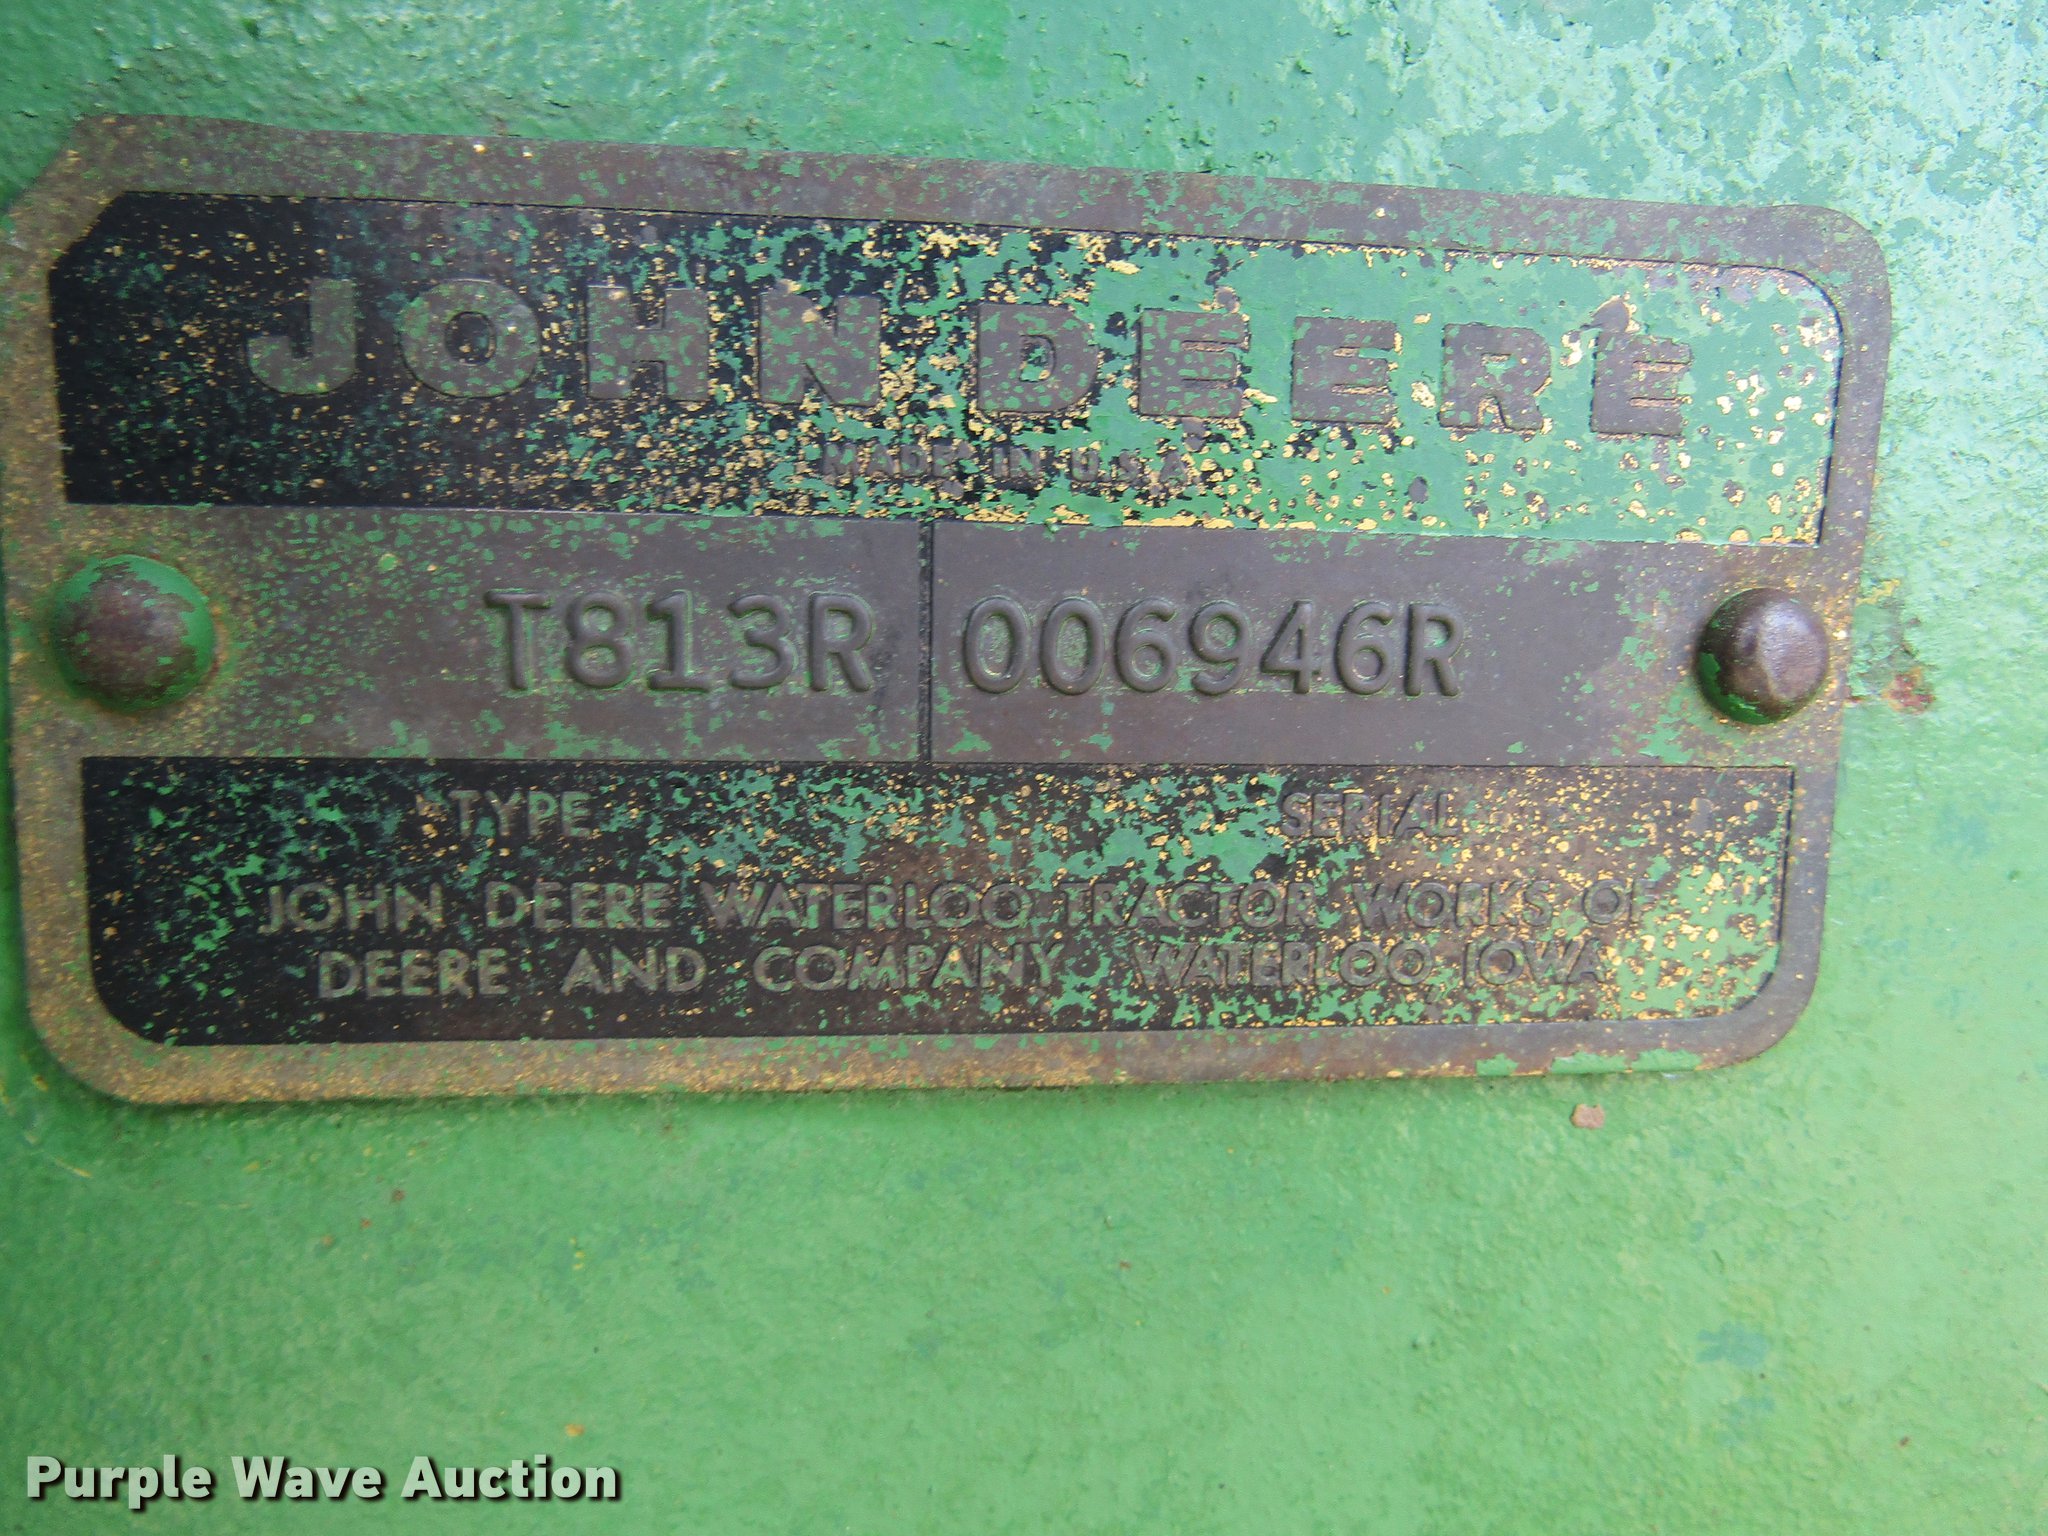 JOHN DEERE
MADE IN U.S.A.
T813R 006946R
TYPE SERIAL
JOHN DEERE WATERLOO TRACTOR WORKS OF
DEERE AND COMPANY WATERLOO, IOWA
Purple Wave Auction